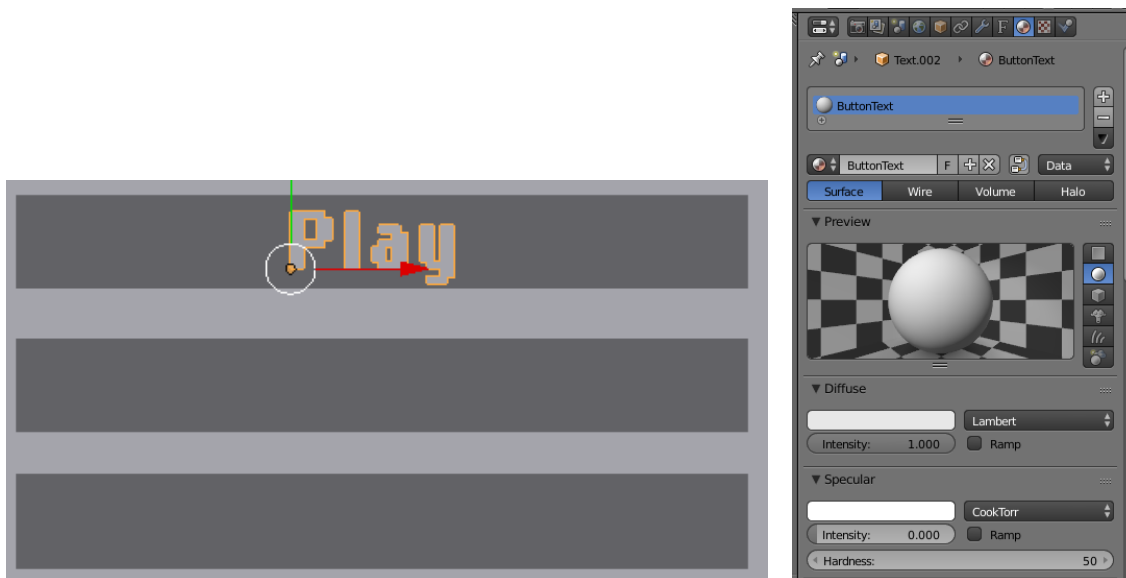 Play
Text.002 ButtonText
ButtonText
ButtonText F Data
Surface Wire Volume Halo
Preview
Diffuse
Lambert
Intensity: 1.000 Ramp
Specular
CookTorr
Intensity: 0.000 Ramp
Hardness: 50